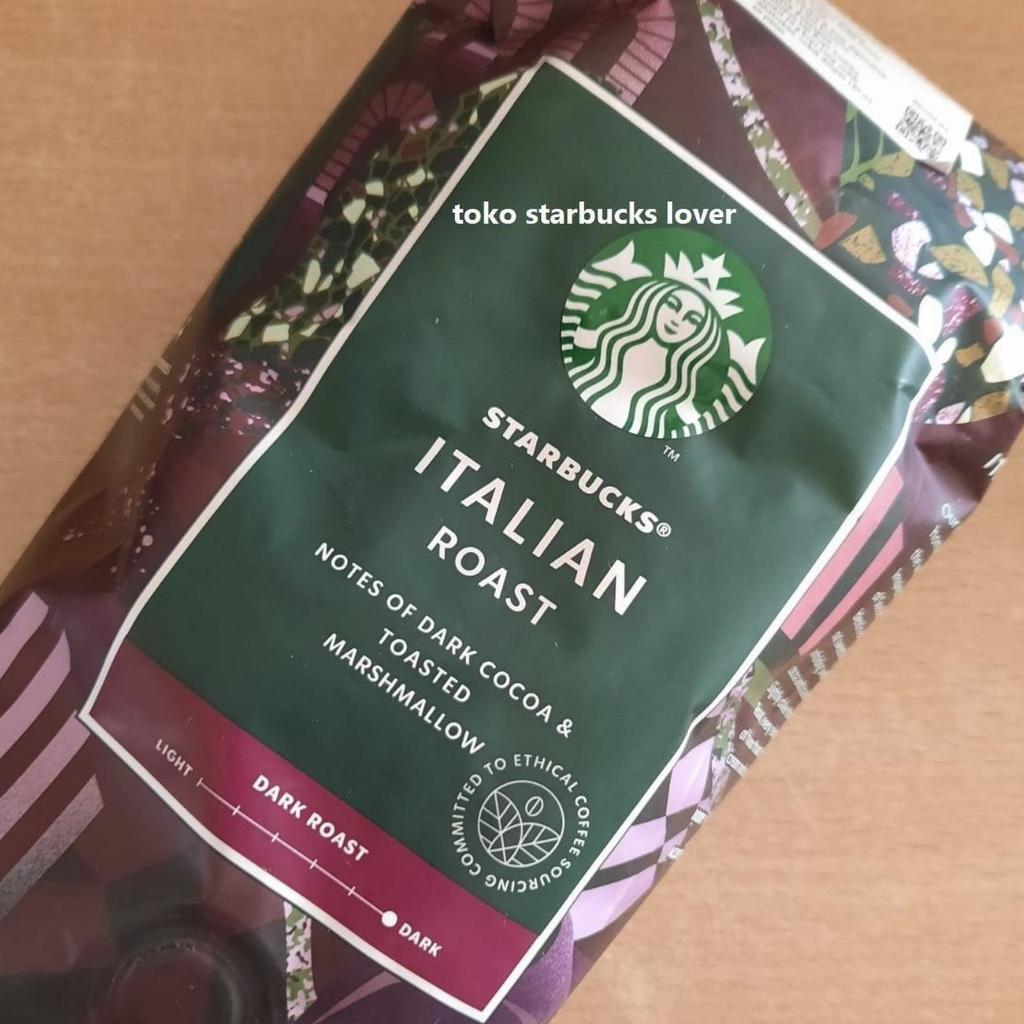 toko starbucks lover
STARBUCKS®
ITALIAN
ROAST
NOTES OF DARK COCOA &
TOASTED
MARSHMALLOW
COMMITTED TO ETHICAL COFFEE SOURCING
DARK ROAST
LIGHT
DARK
TM